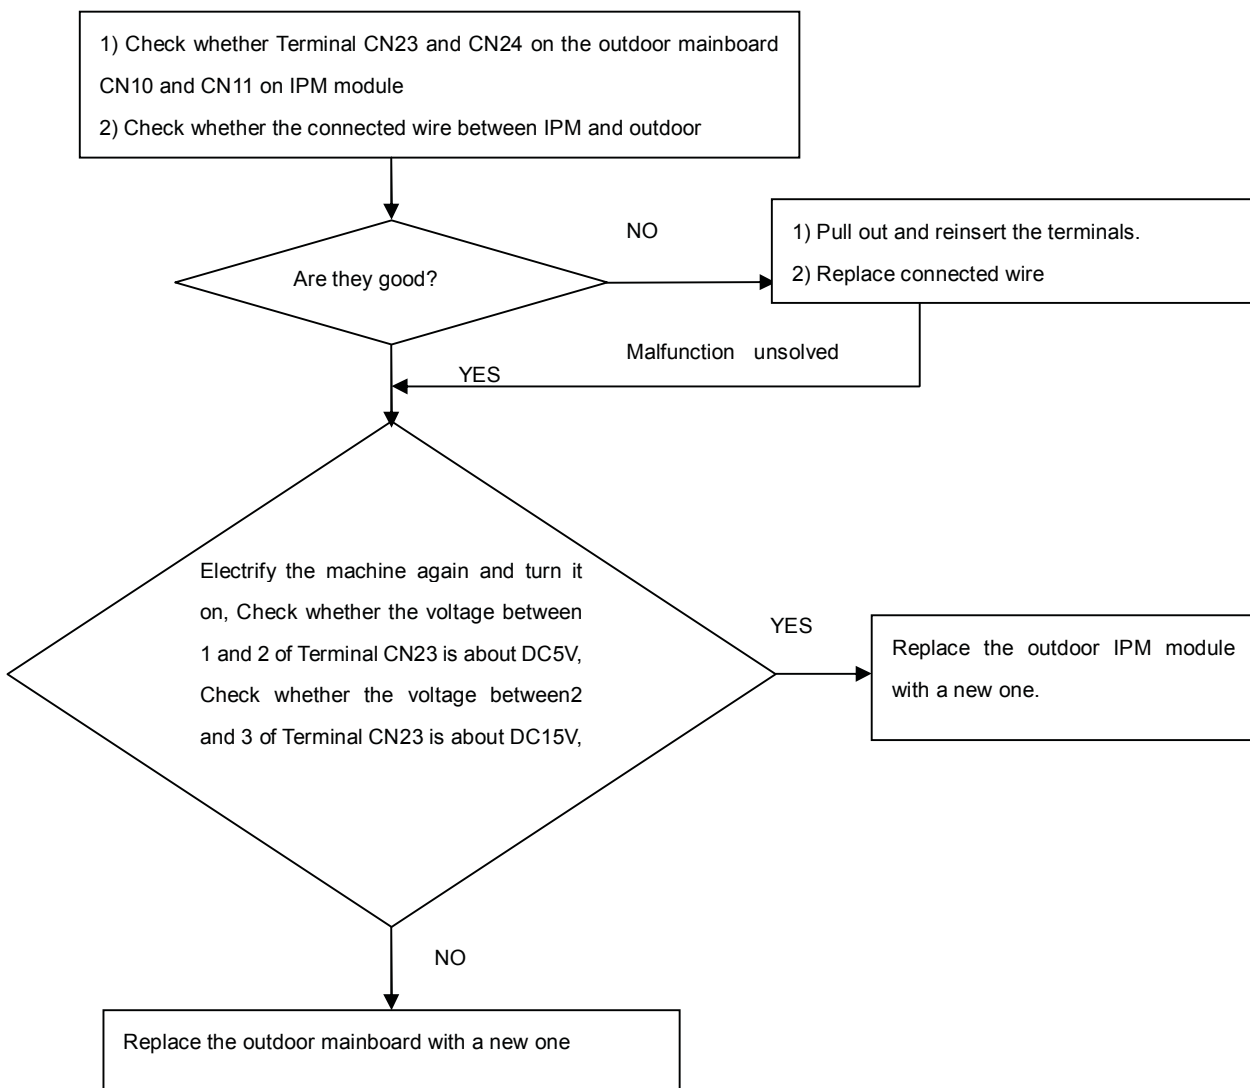 1) Check whether Terminal CN23 and CN24 on the outdoor mainboard
CN10 and CN11 on IPM module
2) Check whether the connected wire between IPM and outdoor
Are they good?
NO
1) Pull out and reinsert the terminals.
2) Replace connected wire
Malfunction unsolved
YES
Electrify the machine again and turn it
on, Check whether the voltage between
1 and 2 of Terminal CN23 is about DC5V,
Check whether the voltage between2
and 3 of Terminal CN23 is about DC15V,
YES
Replace the outdoor IPM module
with a new one.
NO
Replace the outdoor mainboard with a new one